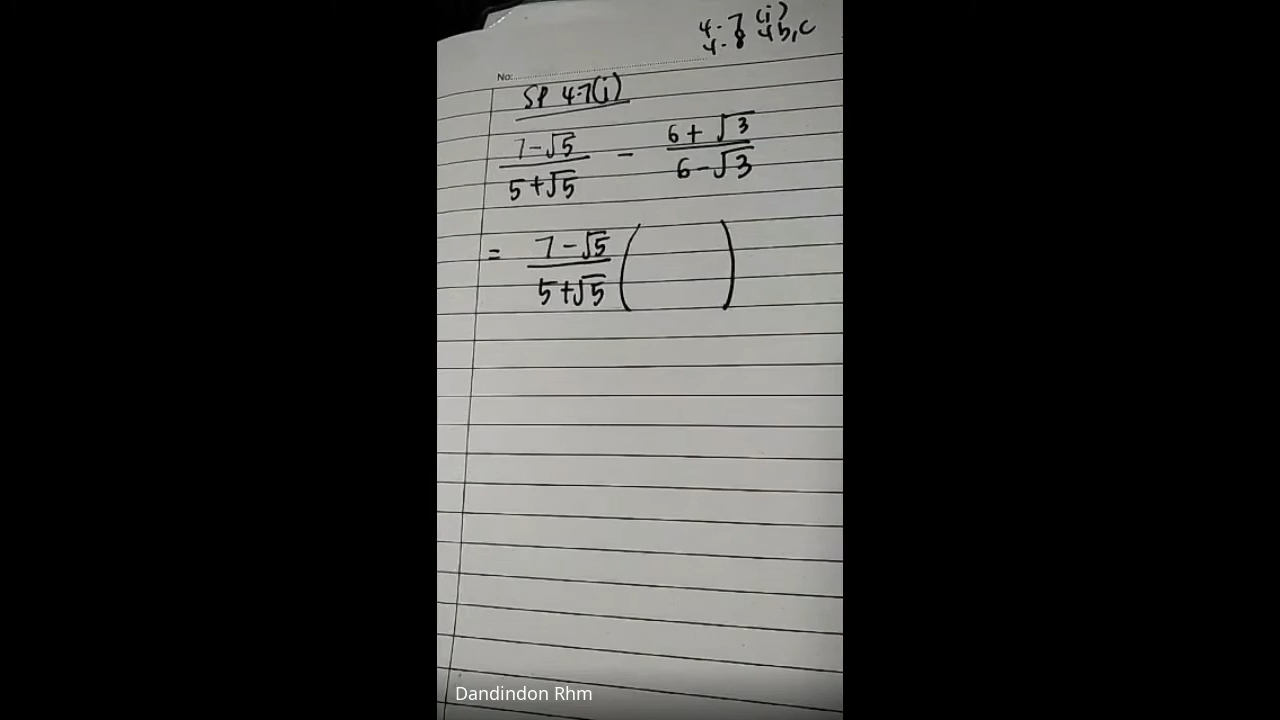 4-7 (i)
4-8 4b,c
No:
SP 4.7(i)
7-√5 / 5+√5 - 6+√3 / 6-√3
= 7-√5 / 5+√5 ( )
Dandindon Rhm